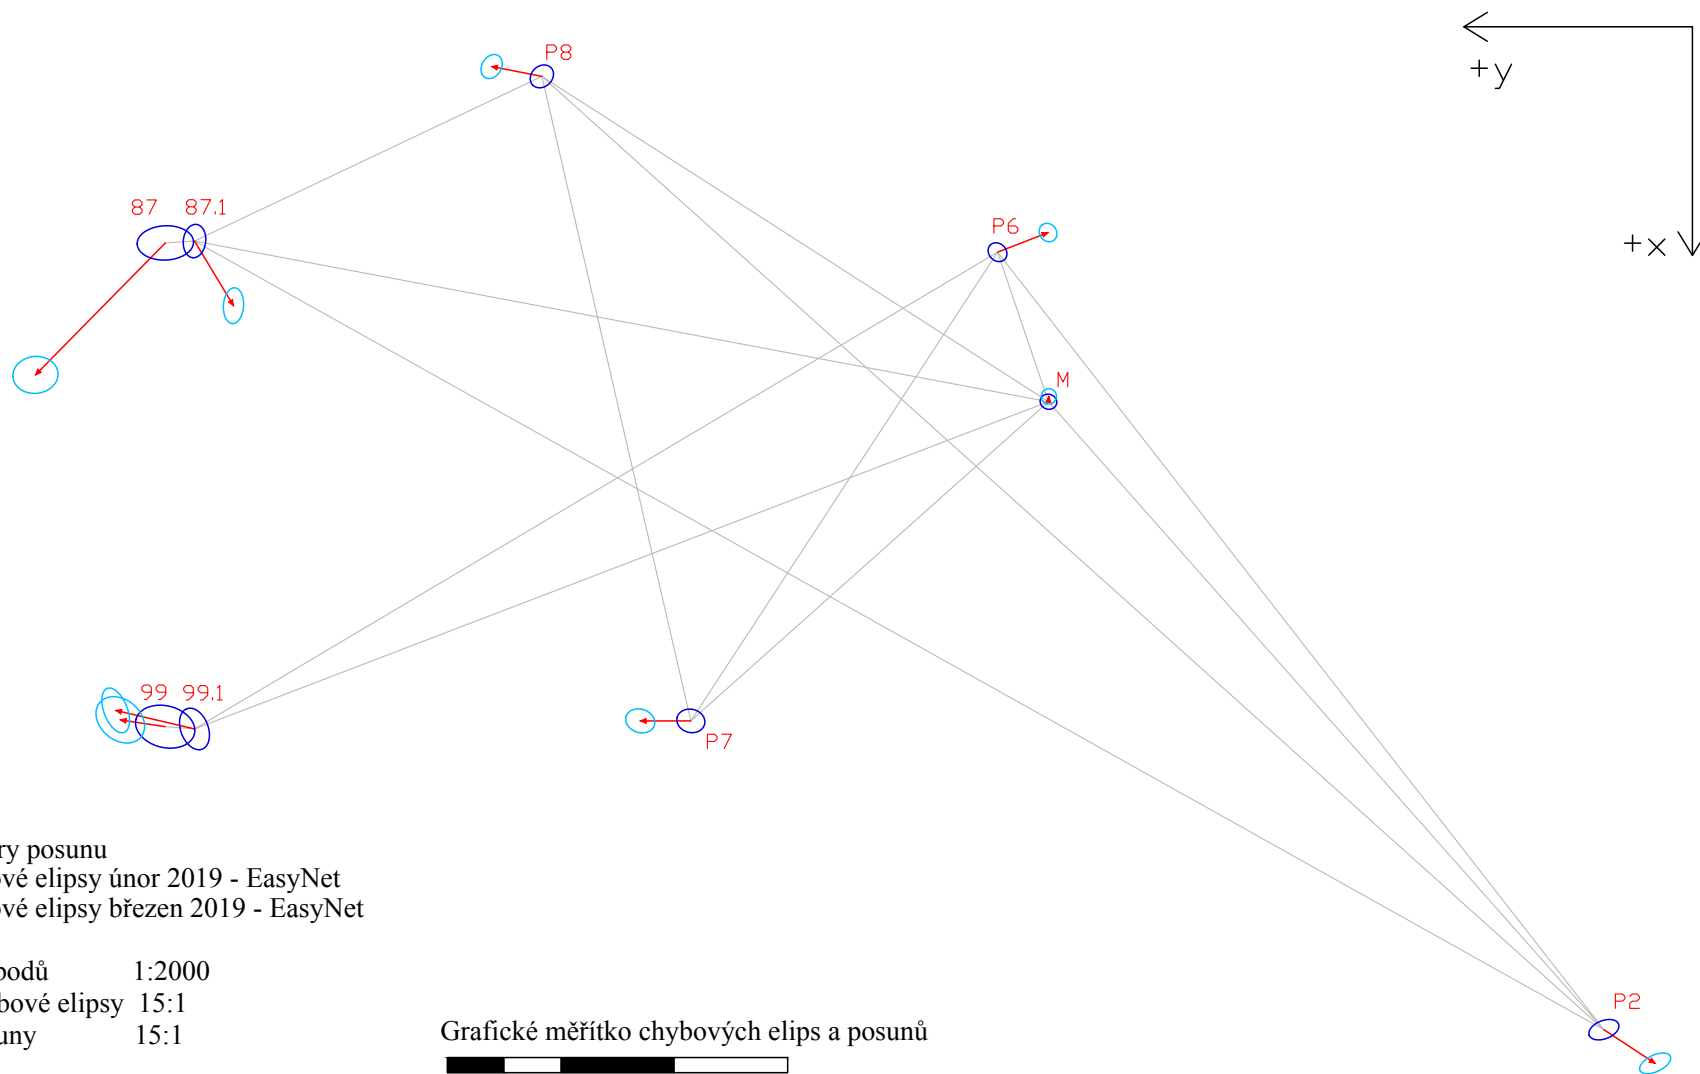 P8
+y
87 87.1
P6
+x
M
99 99.1
P7
ry posunu
ové elipsy únor 2019 - EasyNet
ové elipsy březen 2019 - EasyNet
bodů 1:2000
bové elipsy 15:1
uny 15:1
P2
Grafické měřítko chybových elips a posunů